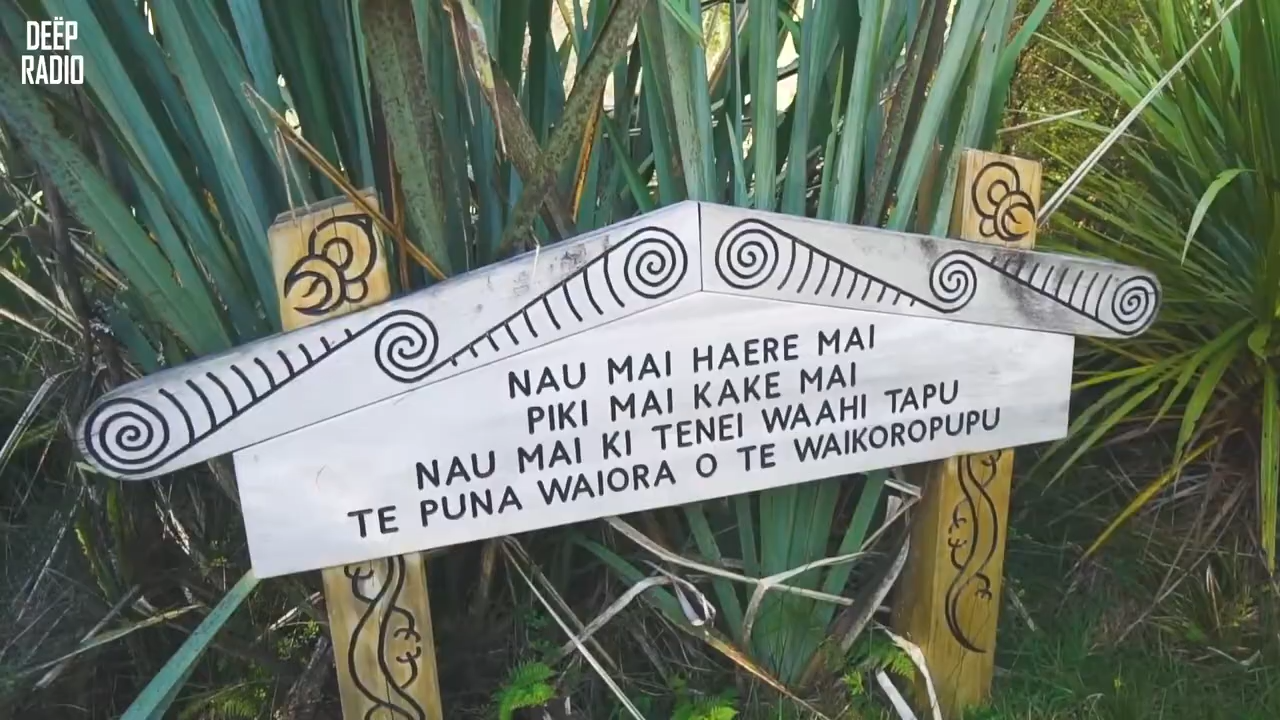 DEËP
RADIO
NAU MAI HAERE MAI
PIKI MAI KAKE MAI
NAU MAI KI TENEI WAAHI TAPU
TE PUNA WAIORA O TE WAIKOROPUPU